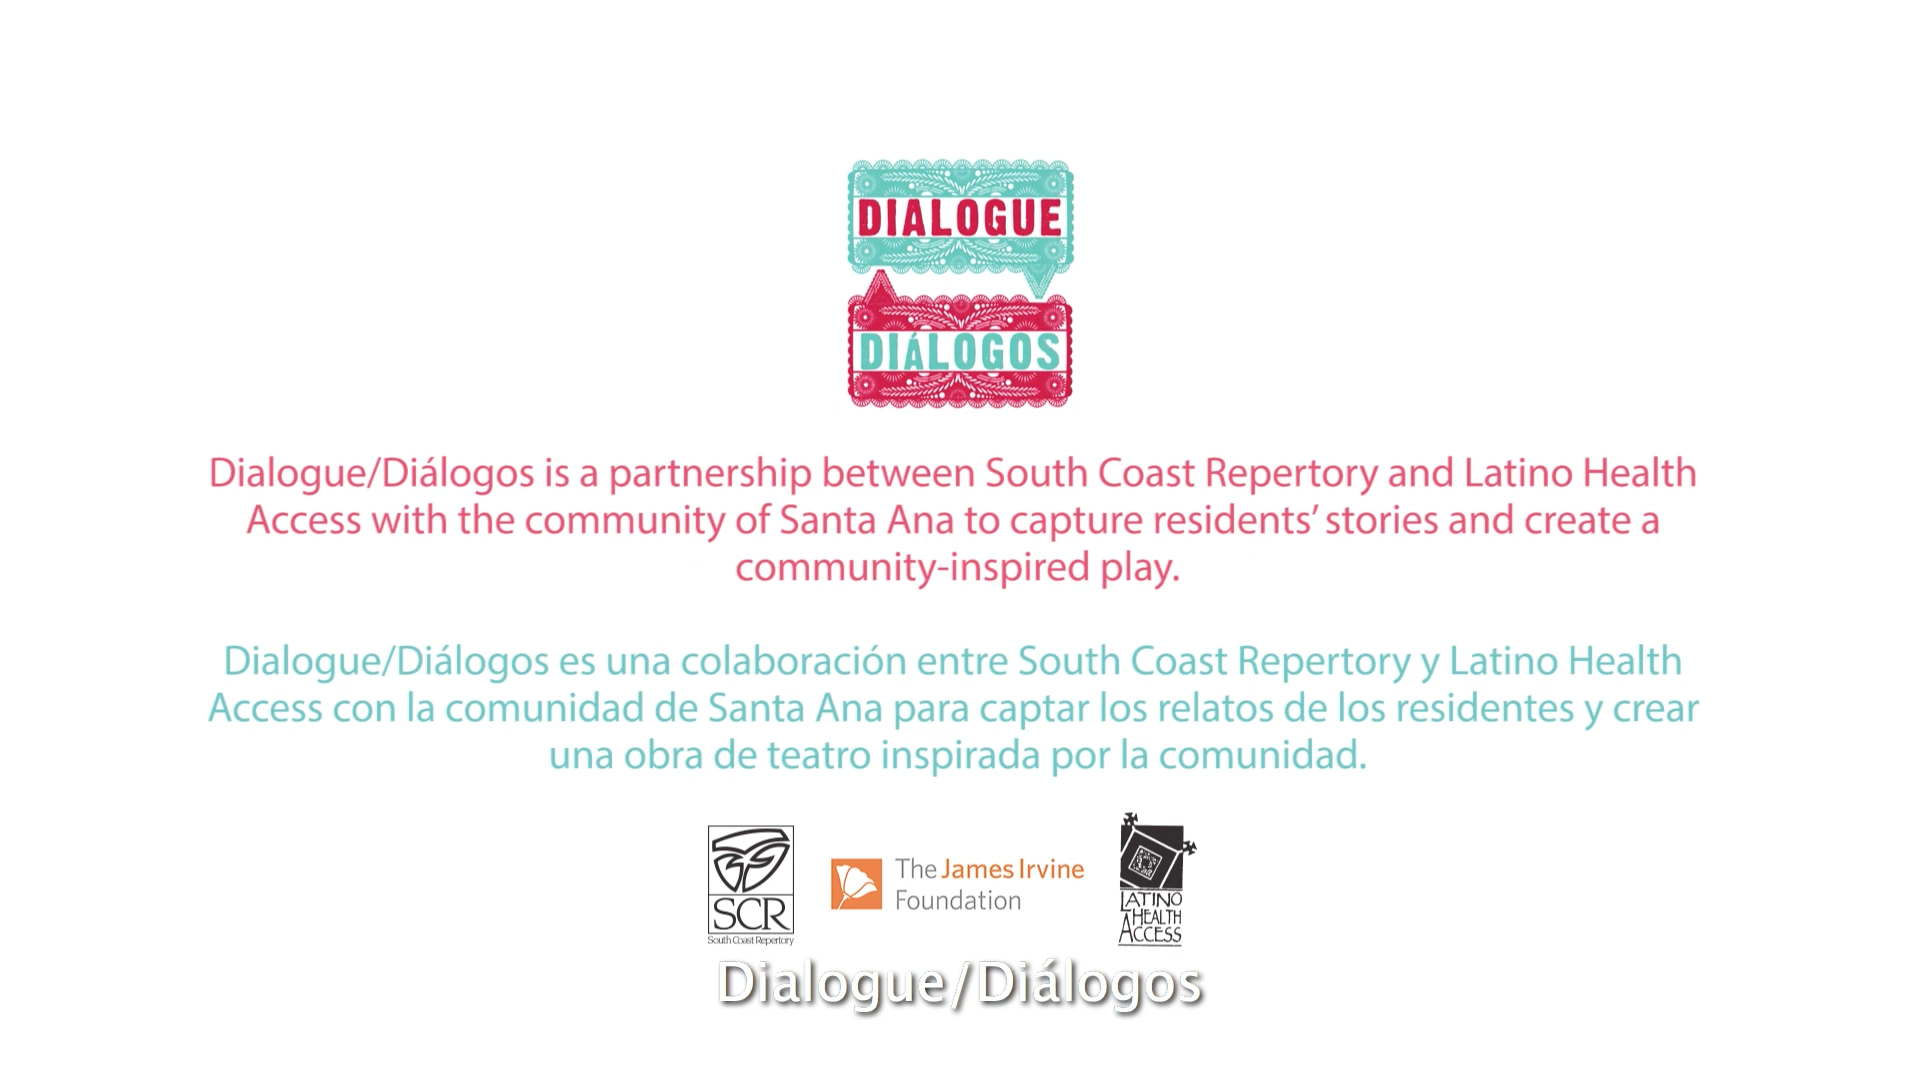 DIALOGUE
DIÁLOGOS
Dialogue/Diálogos is a partnership between South Coast Repertory and Latino Health
Access with the community of Santa Ana to capture residents’ stories and create a
community-inspired play.
Dialogue/Diálogos es una colaboración entre South Coast Repertory y Latino Health
Access con la comunidad de Santa Ana para captar los relatos de los residentes y crear
una obra de teatro inspirada por la comunidad.
SCR
South Coast Repertory
The James Irvine
Foundation
LATINO
HEALTH
ACCESS
Dialogue/Diálogos